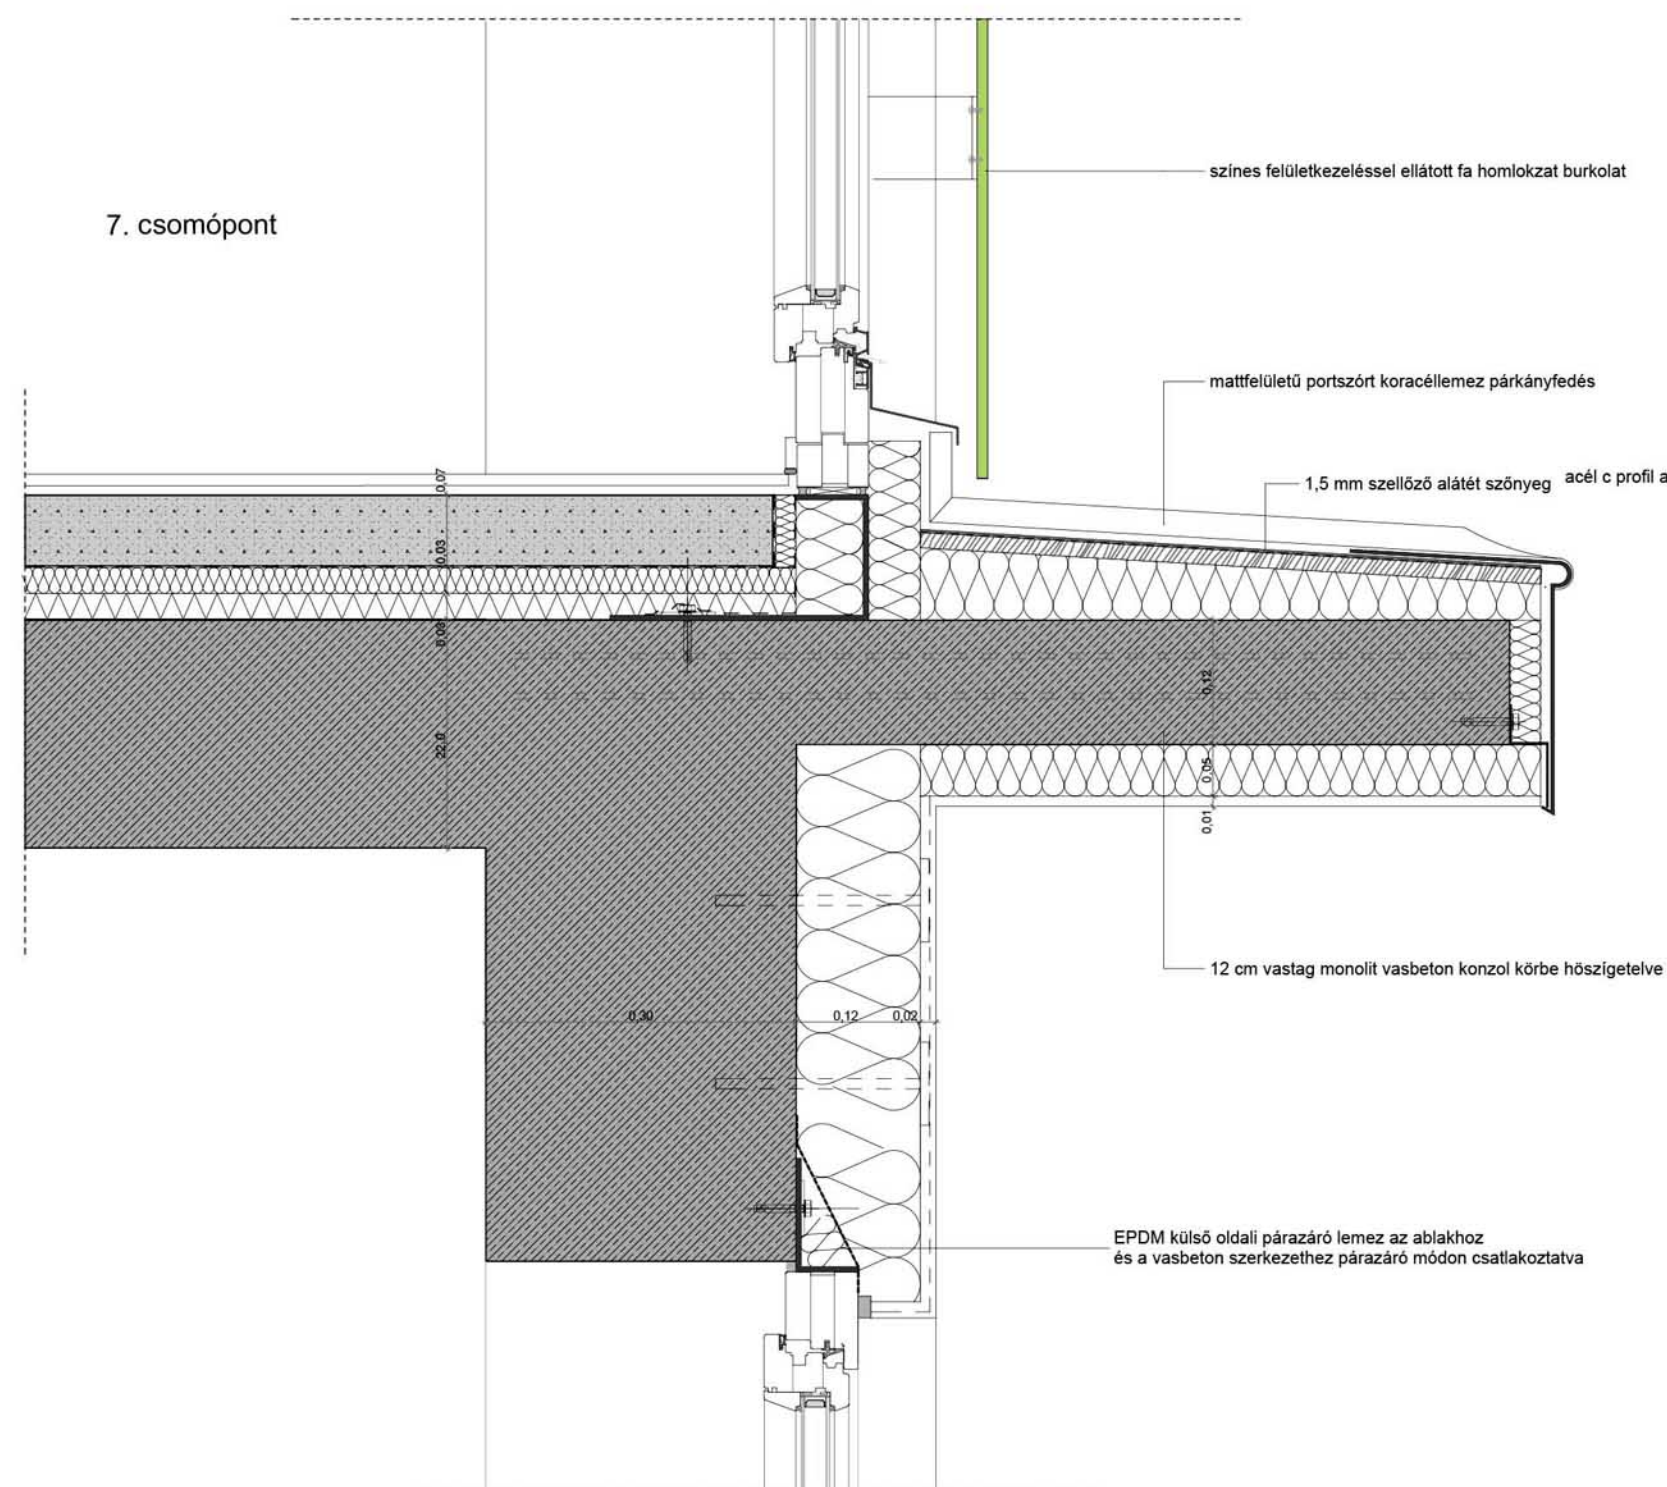 színes felületkezeléssel ellátott fa homlokzat burkolat
7. csomópont
mattfelületű portszórt koracéllemez párkányfedés
0,07
1,5 mm szellőző alátét szőnyeg
acél c profil a
0,03
0,03
0,12
22,0
0,05
0,01
12 cm vastag monolit vasbeton konzol körbe höszígetelve
0,30
0,12
0,02
EPDM külső oldali párazáró lemez az ablakhoz
és a vasbeton szerkezethez párazáró módon csatlakoztatva